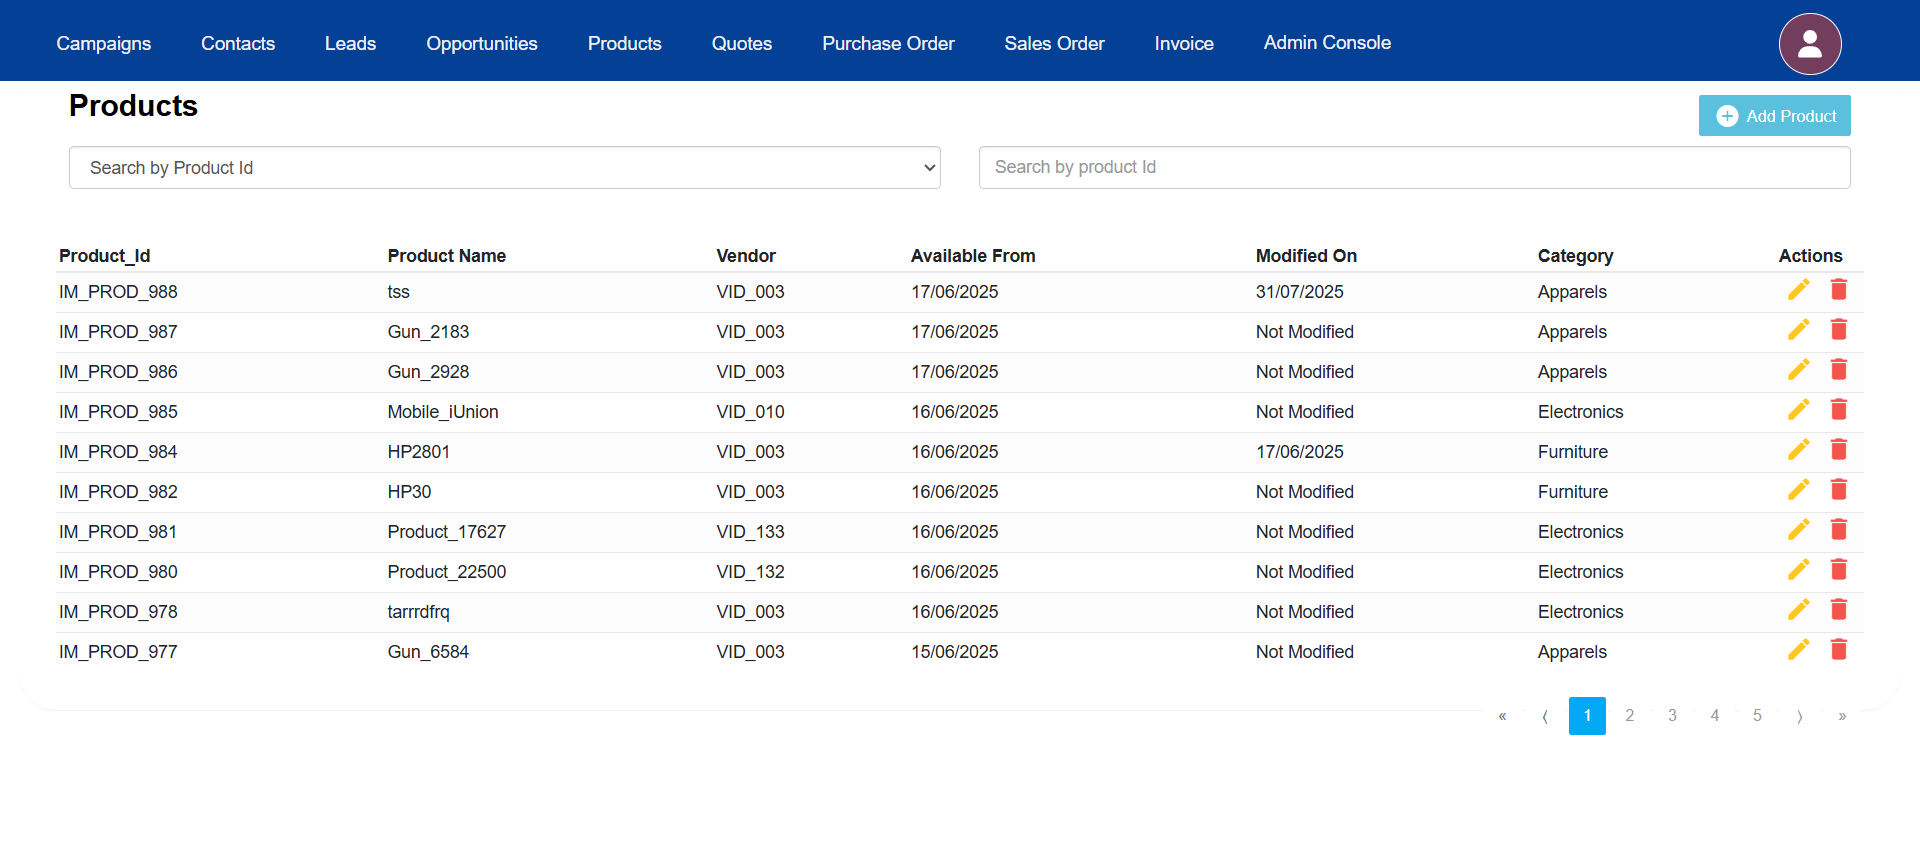 Campaigns Contacts Leads Opportunities Products Quotes Purchase Order Sales Order Invoice Admin Console
Products
Add Product
Search by Product Id Search by product Id
Product_Id Product Name Vendor Available From Modified On Category Actions
IM_PROD_988 tss VID_003 17/06/2025 31/07/2025 Apparels
IM_PROD_987 Gun_2183 VID_003 17/06/2025 Not Modified Apparels
IM_PROD_986 Gun_2928 VID_003 17/06/2025 Not Modified Apparels
IM_PROD_985 Mobile_iUnion VID_010 16/06/2025 Not Modified Electronics
IM_PROD_984 HP2801 VID_003 16/06/2025 17/06/2025 Furniture
IM_PROD_982 HP30 VID_003 16/06/2025 Not Modified Furniture
IM_PROD_981 Product_17627 VID_133 16/06/2025 Not Modified Electronics
IM_PROD_980 Product_22500 VID_132 16/06/2025 Not Modified Electronics
IM_PROD_978 tarrrdfrq VID_003 16/06/2025 Not Modified Electronics
IM_PROD_977 Gun_6584 VID_003 15/06/2025 Not Modified Apparels
« ⟨ 1 2 3 4 5 ⟩ »